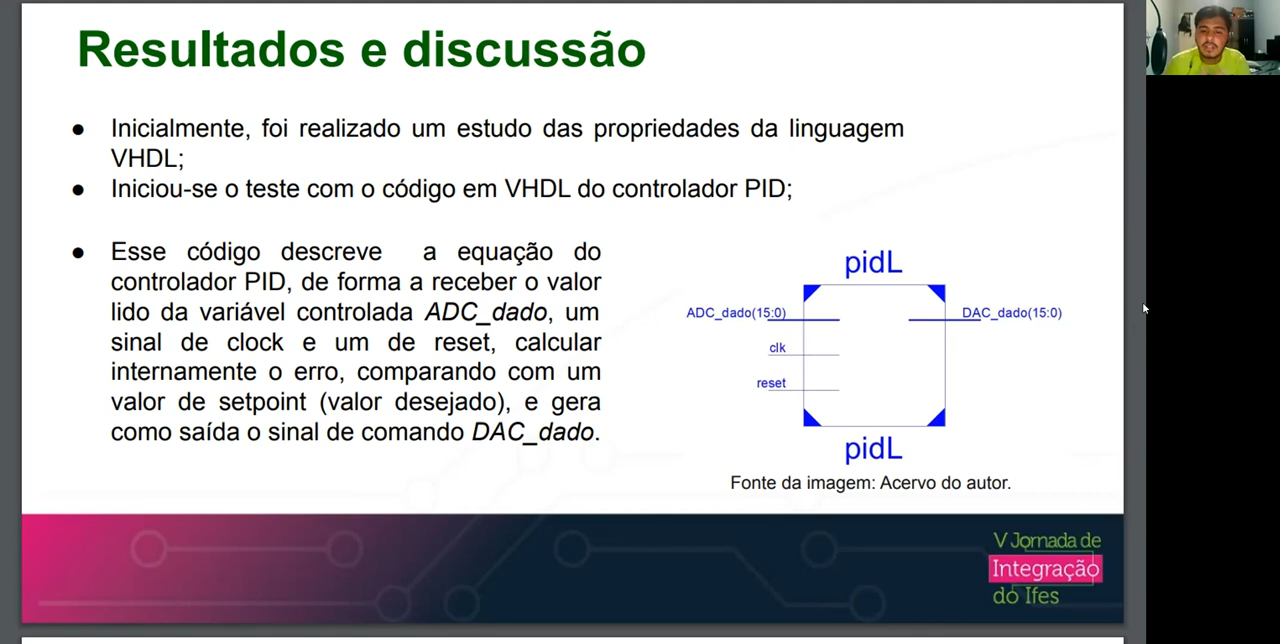 Resultados e discussão
● Inicialmente, foi realizado um estudo das propriedades da linguagem
VHDL;
● Iniciou-se o teste com o código em VHDL do controlador PID;
● Esse código descreve a equação do
controlador PID, de forma a receber o valor
lido da variável controlada ADC_dado, um
sinal de clock e um de reset, calcular
internamente o erro, comparando com um
valor de setpoint (valor desejado), e gera
como saída o sinal de comando DAC_dado.
pidL
ADC_dado(15:0)
DAC_dado(15:0)
clk
reset
pidL
Fonte da imagem: Acervo do autor.
V Jornada de
Integração
do Ifes